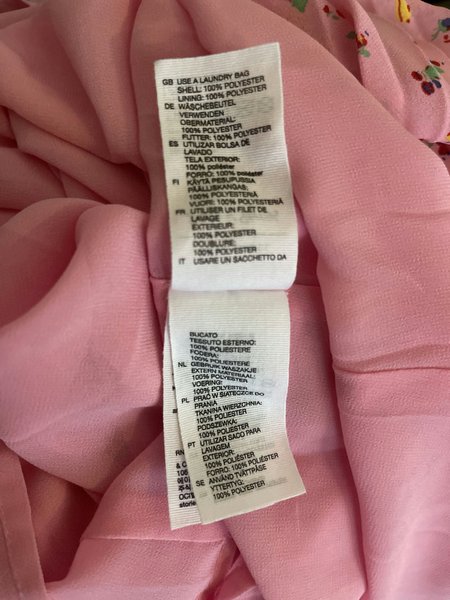 GB USE A LAUNDRY BAG
SHELL: 100% POLYESTER
LINING: 100% POLYESTER
DE WÄSCHEBEUTEL
VERWENDEN
OBERMATERIAL:
100% POLYESTER
FUTTER: 100% POLYESTER
ES UTILIZAR BOLSA DE
LAVADO
TELA EXTERIOR:
100% poliéster
FORRO: 100% poliéster
FI KÄYTÄ PESUPUSSIA
PÄÄLLISKANGAS:
100% POLYESTERIÄ
VUORI: 100% POLYESTERIÄ
FR UTILISER UN FILET DE
LAVAGE
EXTERIEUR:
100% POLYESTER
DOUBLURE:
100% POLYESTER
IT USARE UN SACCHETTO DA
BUCATO
TESSUTO ESTERNO:
100% POLIESTERE
FODERA:
100% POLIESTERE
NL GEBRUIK WASZAKJE
EXTERN MATERIAAL:
100% POLYESTER
VOERING:
100% POLYESTER
PL PRAĆ W SIATECZCE DO
PRANIA
TKANINA WIERZCHNIA:
100% POLIESTER
PODSZEWKA:
100% POLIESTER
PT UTILIZAR SACO PARA
LAVAGEM
EXTERIOR:
100% POLIÉSTER
FORRO: 100% POLIÉSTER
SE ANVÄND TVÄTTPÅSE
YTTERTYG:
100% POLYESTER
RN
& C
storie